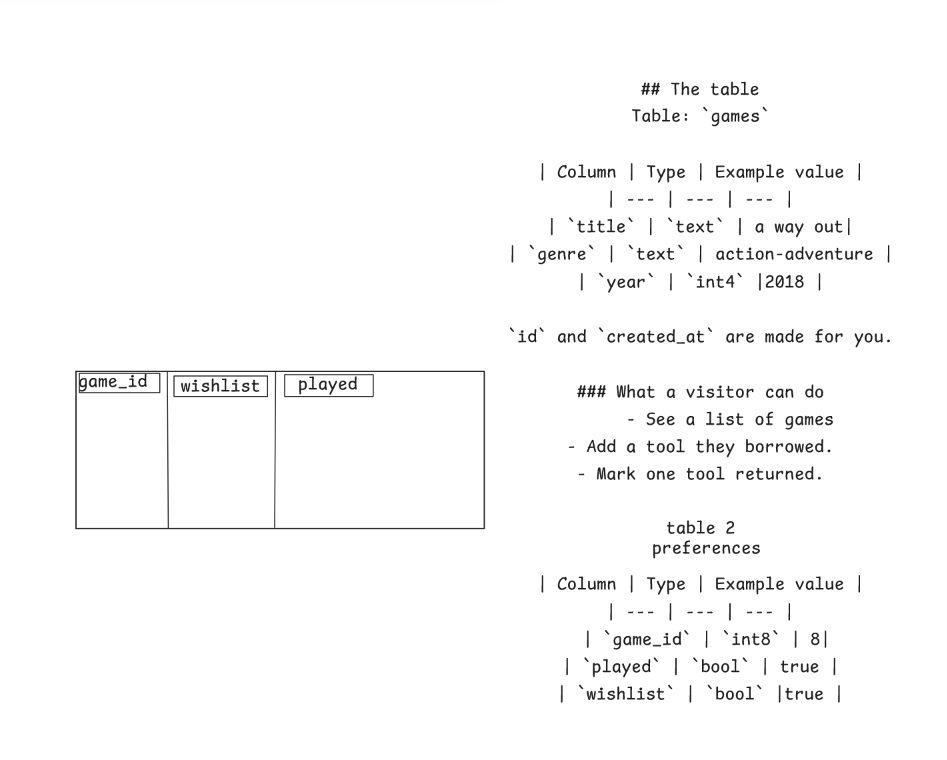 game_id
wishlist
played
## The table
Table: `games`
| Column | Type | Example value |
| --- | --- | --- |
| `title` | `text` | a way out|
| `genre` | `text` | action-adventure |
| `year` | `int4` |2018 |
`id` and `created_at` are made for you.
### What a visitor can do
- See a list of games
- Add a tool they borrowed.
- Mark one tool returned.
table 2
preferences
| Column | Type | Example value |
| --- | --- | --- |
| `game_id` | `int8` | 8|
| `played` | `bool` | true |
| `wishlist` | `bool` |true |